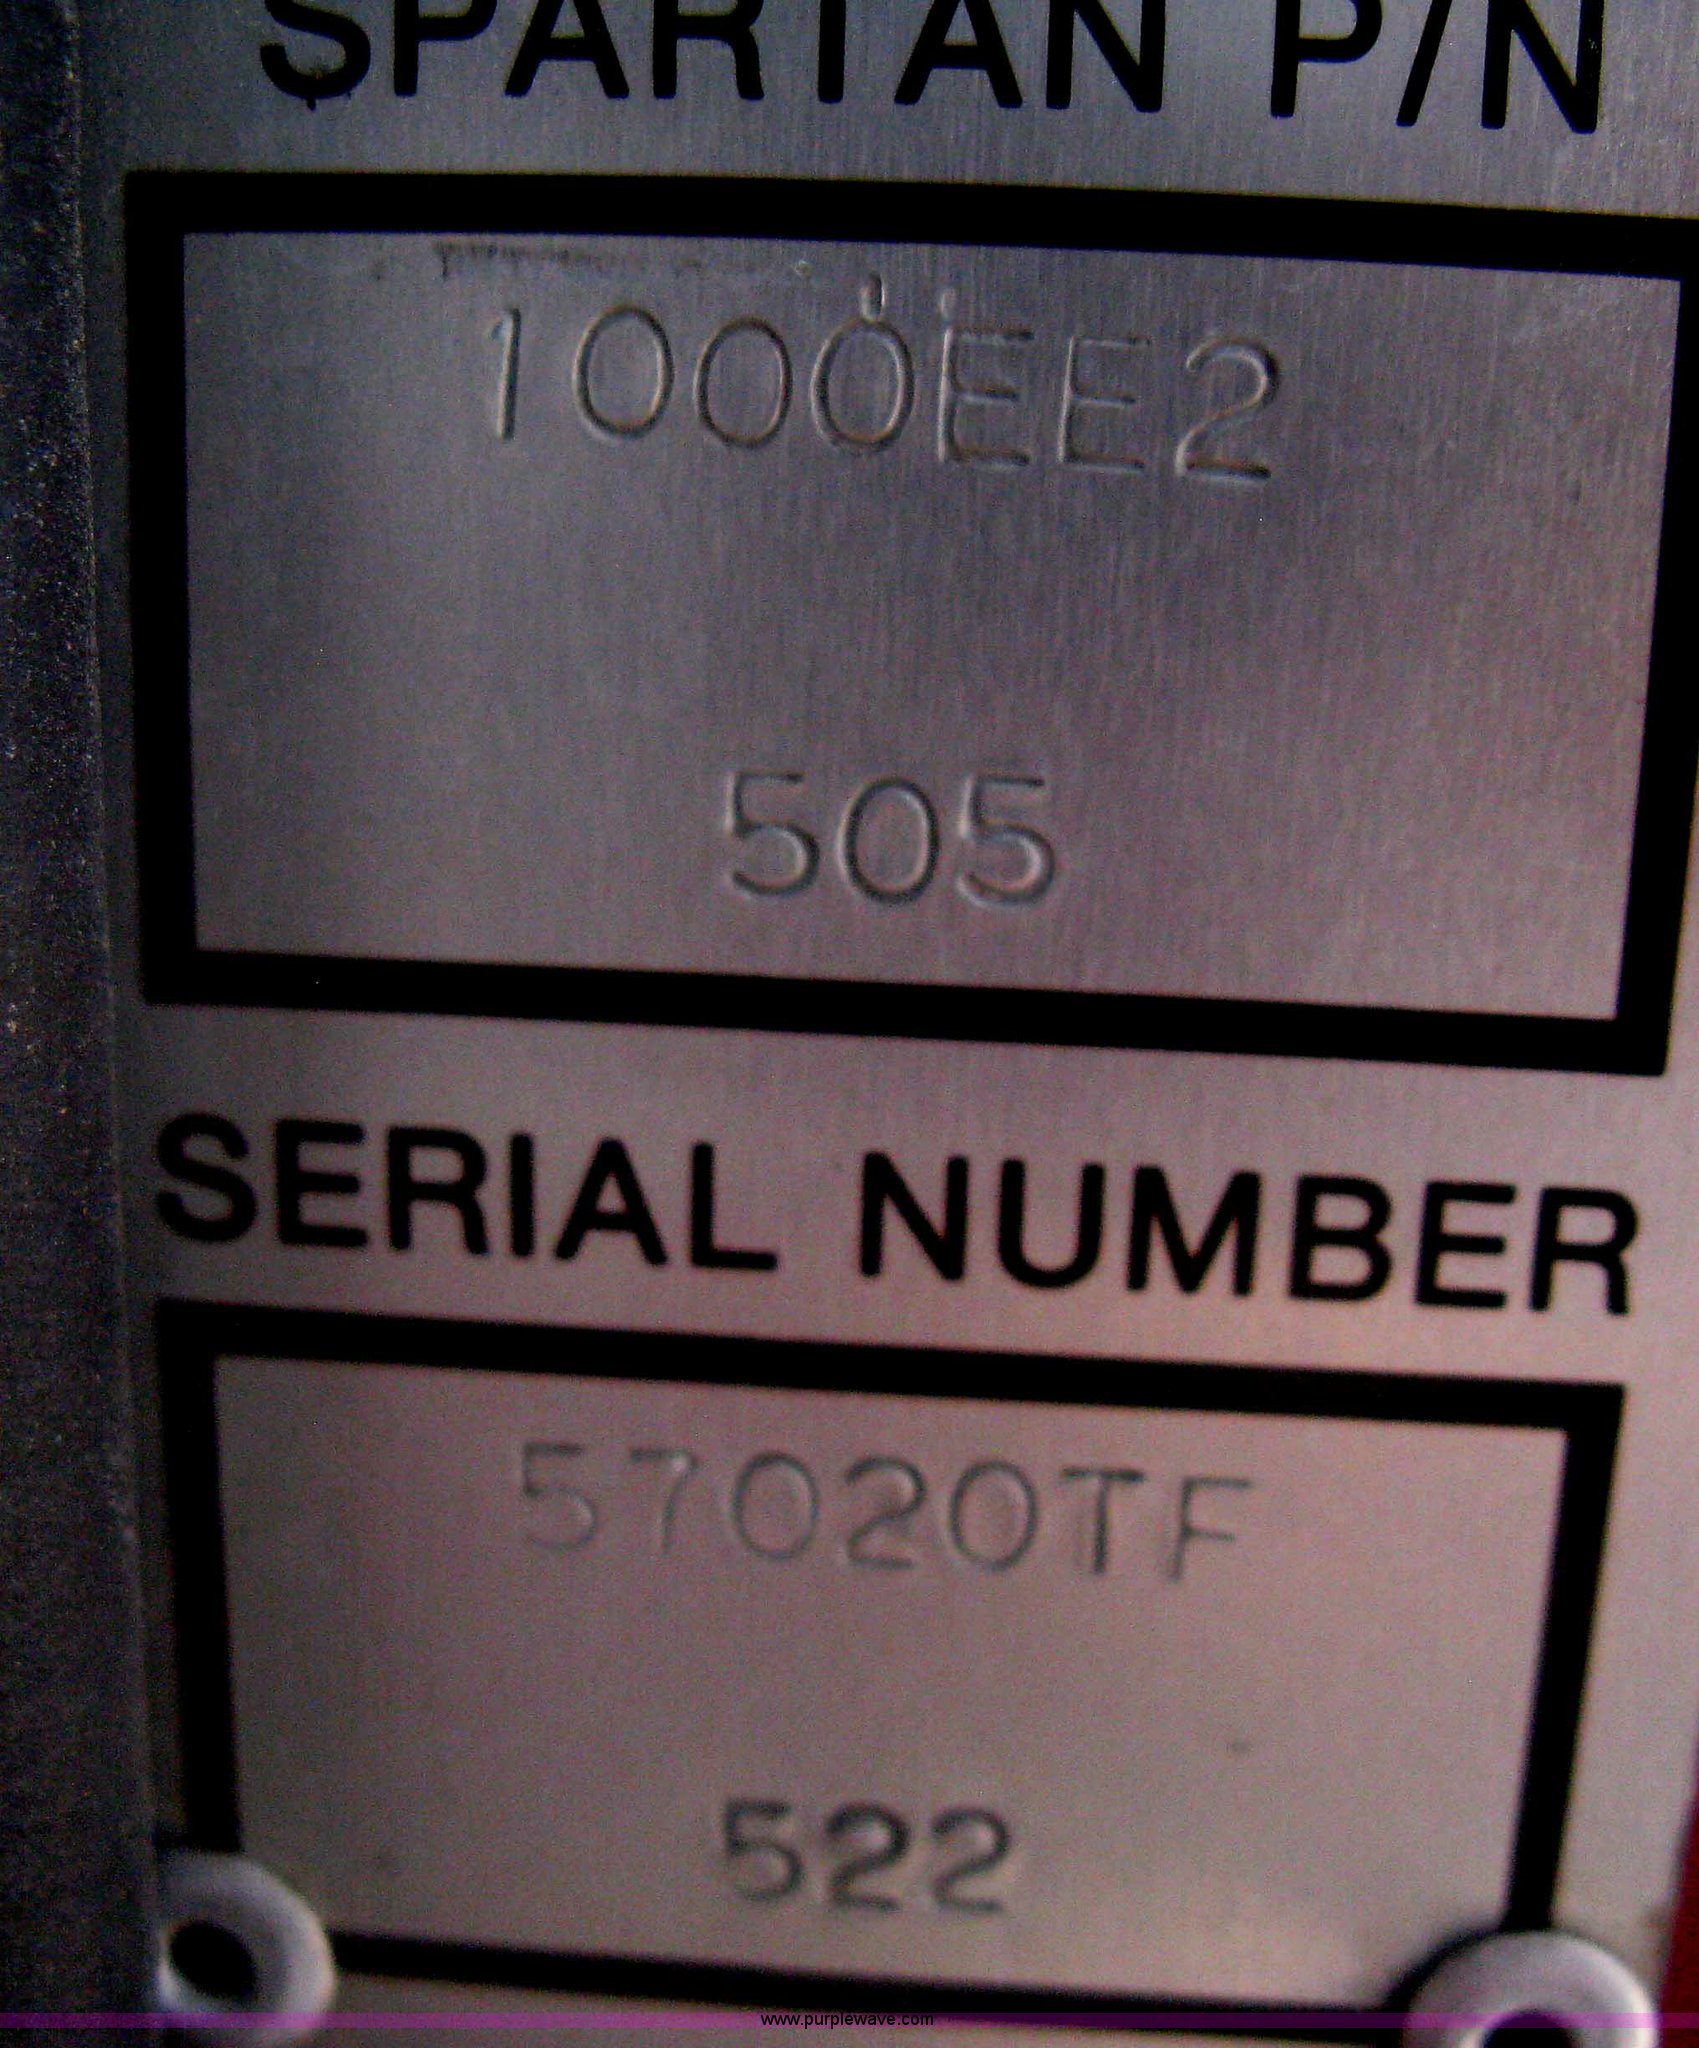 SPARTAN P/N
1000EE2
505
SERIAL NUMBER
57020TF
522
www.purplewave.com